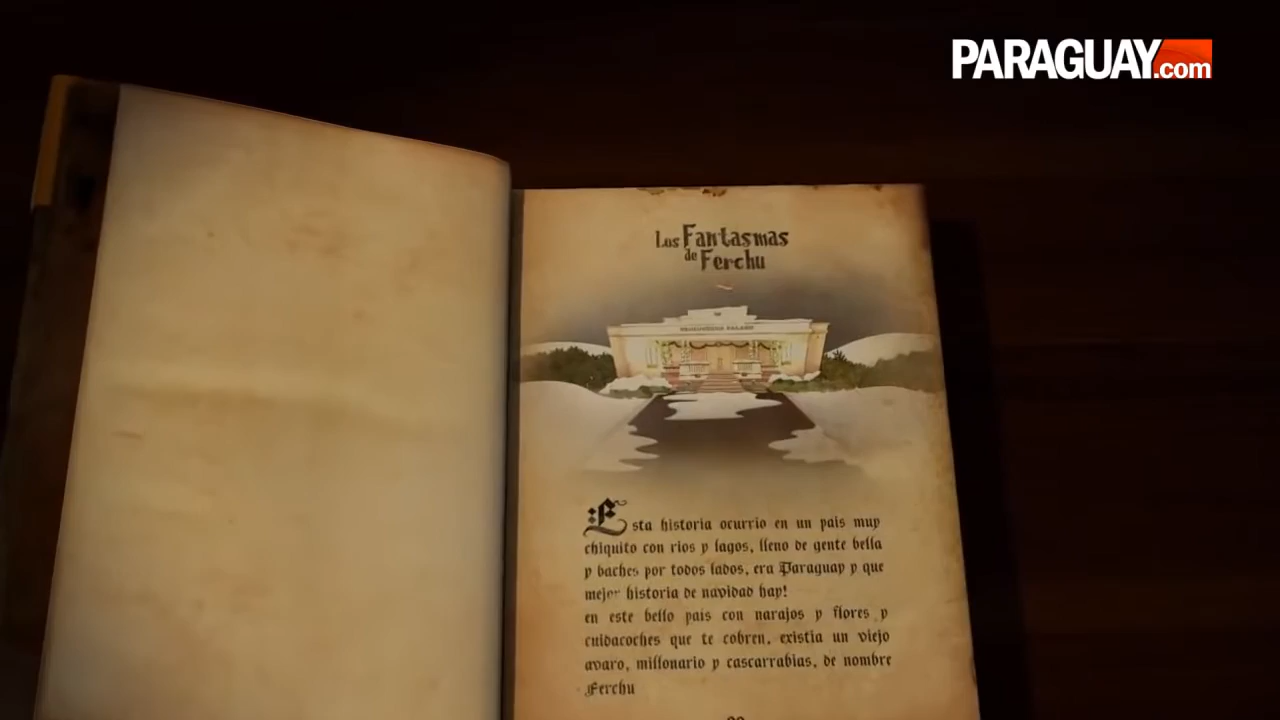 PARAGUAY.com
Los Fantasmas
de Ferchu
Esta historia ocurrio en un pais muy
chiquito con rios y lagos, lleno de gente bella
y baches por todos lados, era Paraguay y que
mejor historia de navidad hay!
en este bello pais con narajos y flores y
cuidacoches que te cobren, existia un viejo
avaro, millonario y cascarrabias, de nombre
Ferchu